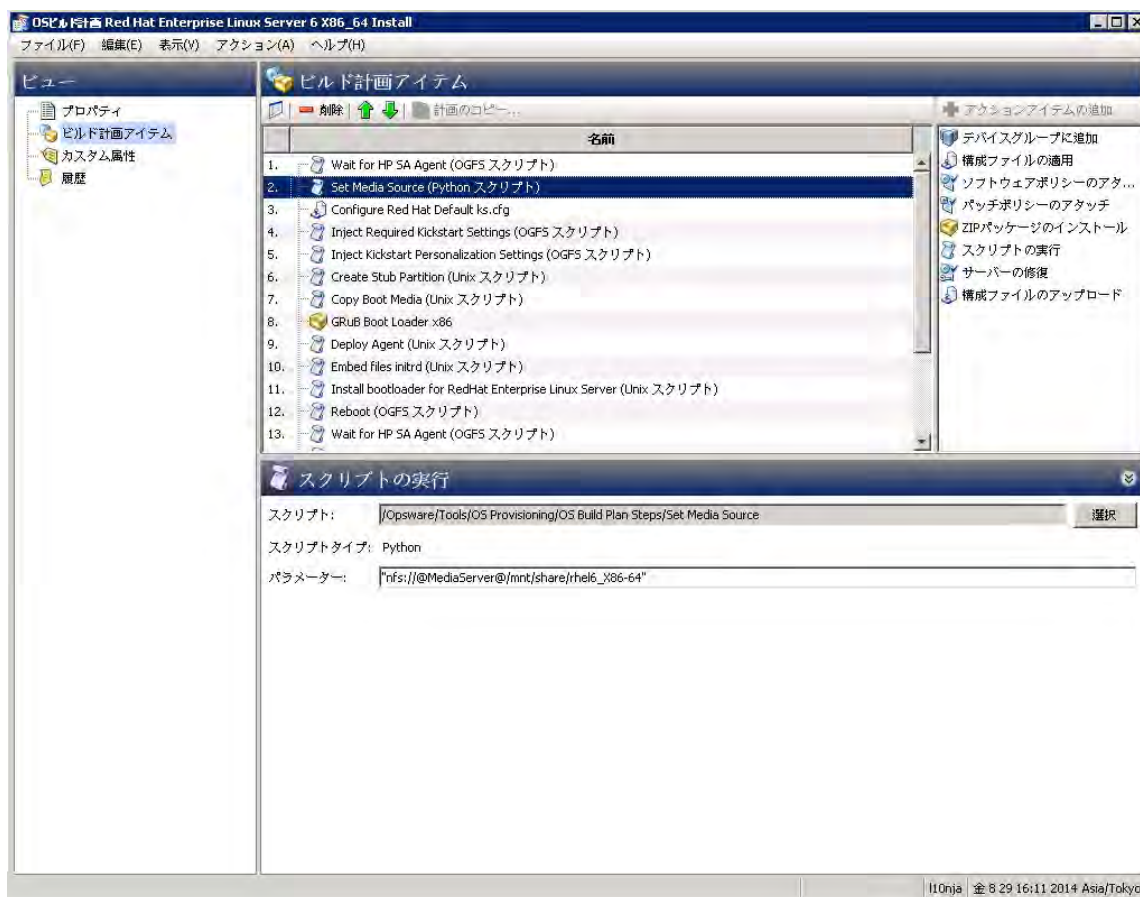 OSビルド計画 Red Hat Enterprise Linux Server 6 X86_64 Install
ファイル(F) 編集(E) 表示(V) アクション(A) ヘルプ(H)
ビュー
プロパティ
ビルド計画アイテム
カスタム属性
履歴
ビルド計画アイテム
削除
計画のコピー...
アクションアイテムの追加
名前
1. Wait for HP SA Agent (OGFS スクリプト)
2. Set Media Source (Python スクリプト)
3. Configure Red Hat Default ks.cfg
4. Inject Required Kickstart Settings (OGFS スクリプト)
5. Inject Kickstart Personalization Settings (OGFS スクリプト)
6. Create Stub Partition (Unix スクリプト)
7. Copy Boot Media (Unix スクリプト)
8. GRuB Boot Loader x86
9. Deploy Agent (Unix スクリプト)
10. Embed files initrd (Unix スクリプト)
11. Install bootloader for RedHat Enterprise Linux Server (Unix スクリプト)
12. Reboot (OGFS スクリプト)
13. Wait for HP SA Agent (OGFS スクリプト)
デバイスグループに追加
構成ファイルの適用
ソフトウェアポリシーのアタ...
パッチポリシーのアタッチ
ZIPパッケージのインストール
スクリプトの実行
サーバーの修復
構成ファイルのアップロード
スクリプトの実行
スクリプト: /Opsware/Tools/OS Provisioning/OS Build Plan Steps/Set Media Source 選択
スクリプトタイプ: Python
パラメーター: "nfs://@MediaServer@/mnt/share/rhel6_X86-64"
l10nja 金 8 29 16:11 2014 Asia/Tokyo